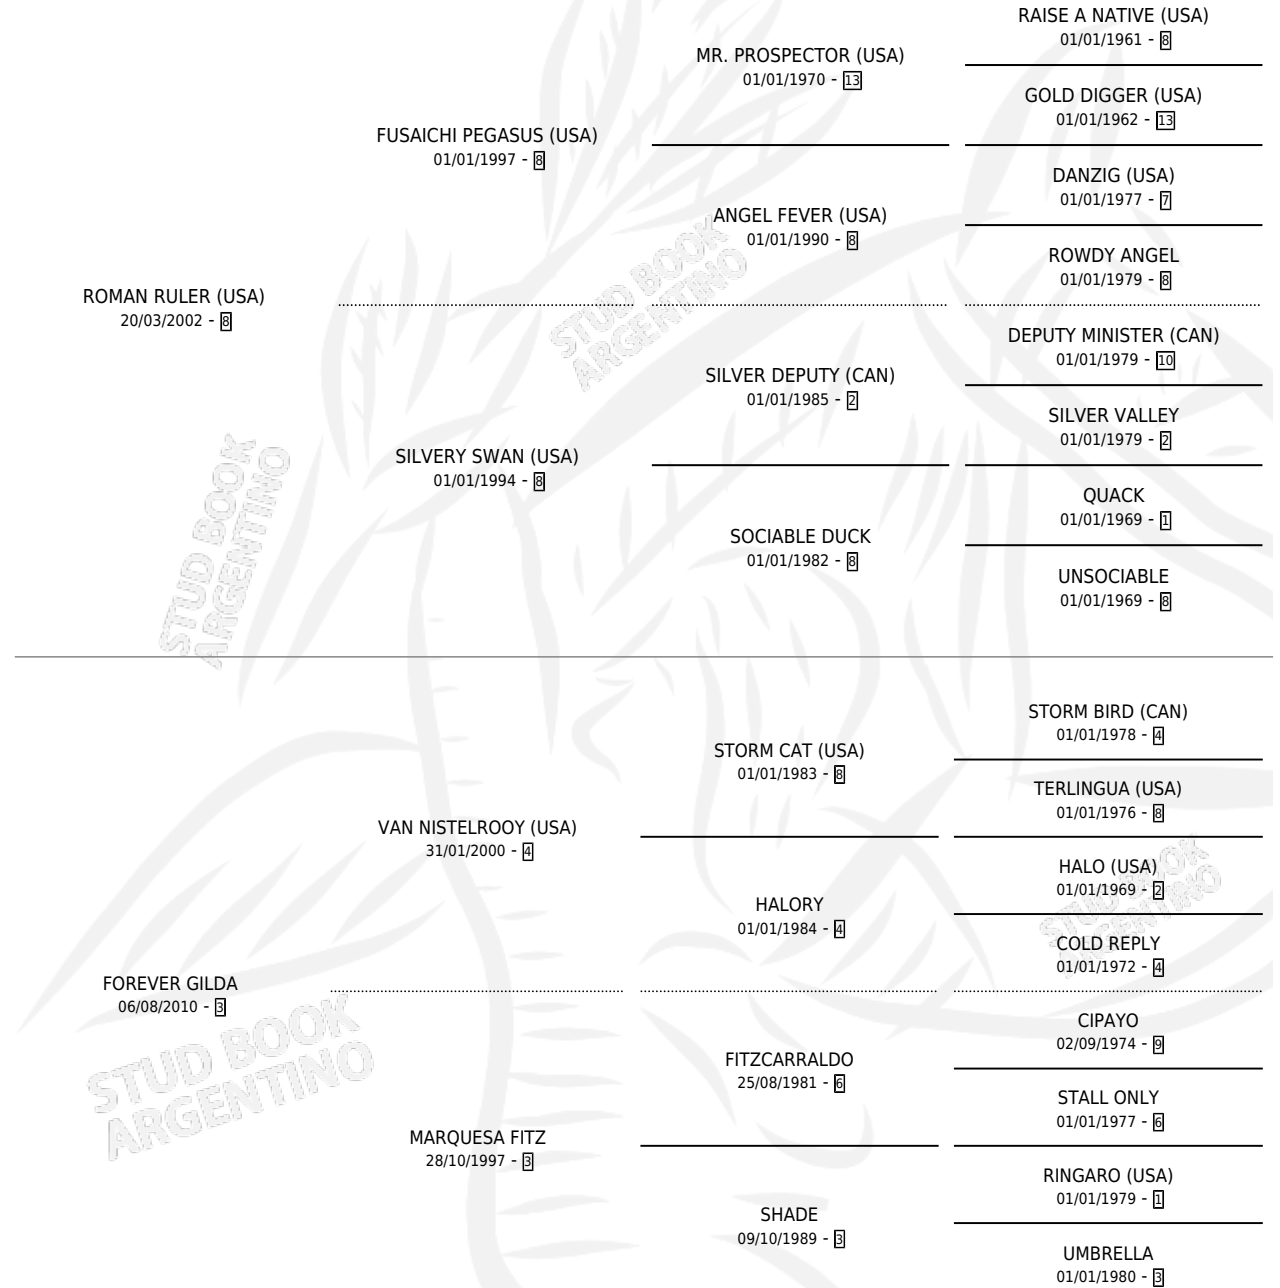 RAISE A NATIVE (USA)
01/01/1961 - 8
MR. PROSPECTOR (USA)
01/01/1970 - 13
GOLD DIGGER (USA)
01/01/1962 - 13
FUSAICHI PEGASUS (USA)
01/01/1997 - 8
DANZIG (USA)
01/01/1977 - 7
ANGEL FEVER (USA)
01/01/1990 - 8
ROWDY ANGEL
01/01/1979 - 8
ROMAN RULER (USA)
20/03/2002 - 8
STUD BOOK
ARGENTINO
DEPUTY MINISTER (CAN)
01/01/1979 - 10
SILVER DEPUTY (CAN)
01/01/1985 - 2
SILVER VALLEY
01/01/1979 - 2
SILVERY SWAN (USA)
01/01/1994 - 8
QUACK
01/01/1969 - 1
SOCIABLE DUCK
01/01/1982 - 8
UNSOCIABLE
01/01/1969 - 8
STUD BOOK
ARGENTINO
STORM BIRD (CAN)
01/01/1978 - 4
STORM CAT (USA)
01/01/1983 - 8
TERLINGUA (USA)
01/01/1976 - 8
VAN NISTELROOY (USA)
31/01/2000 - 4
HALO (USA)
01/01/1969 - 2
HALORY
01/01/1984 - 4
STUD BOOK
ARGENTINO
COLD REPLY
01/01/1972 - 4
FOREVER GILDA
06/08/2010 - 3
STUD BOOK
ARGENTINO
CIPAYO
02/09/1974 - 9
FITZCARRALDO
25/08/1981 - 6
STALL ONLY
01/01/1977 - 6
MARQUESA FITZ
28/10/1997 - 3
RINGARO (USA)
01/01/1979 - 1
SHADE
09/10/1989 - 3
UMBRELLA
01/01/1980 - 3